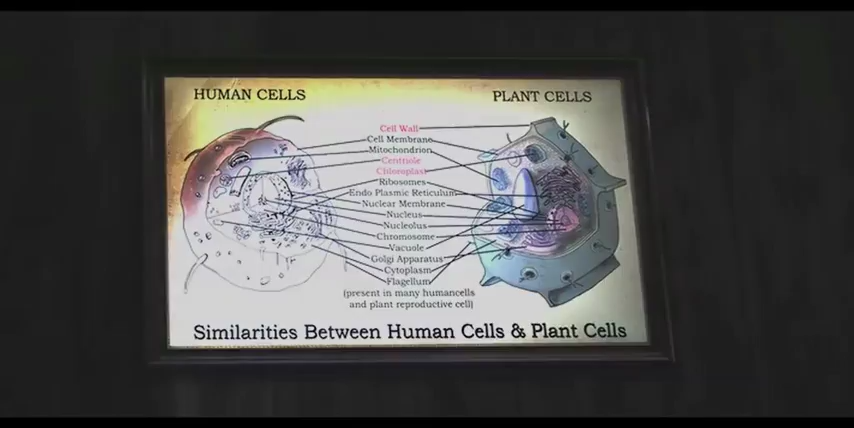 HUMAN CELLS
PLANT CELLS
Cell Wall
Cell Membrane
Mitochondrion
Centriole
Chloroplast
Ribosomes
Endo Plasmic Reticulum
Nuclear Membrane
Nucleus
Nucleolus
Chromosome
Vacuole
Golgi Apparatus
Cytoplasm
Flagellum
(present in many humancells
and plant reproductive cell)
Similarities Between Human Cells & Plant Cells